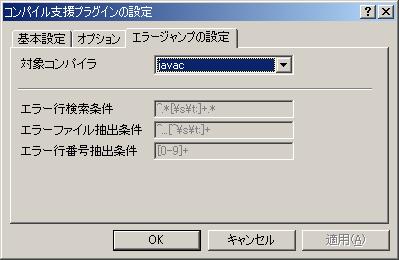 コンパイル支援プラグインの設定
基本設定 オプション エラージャンプの設定
対象コンパイラ javac
エラー行検索条件 ^.*[¥s¥t:]+.*
エラーファイル抽出条件 ^...[^¥s¥t:]+
エラー行番号抽出条件 [0-9]+
OK キャンセル 適用(A)